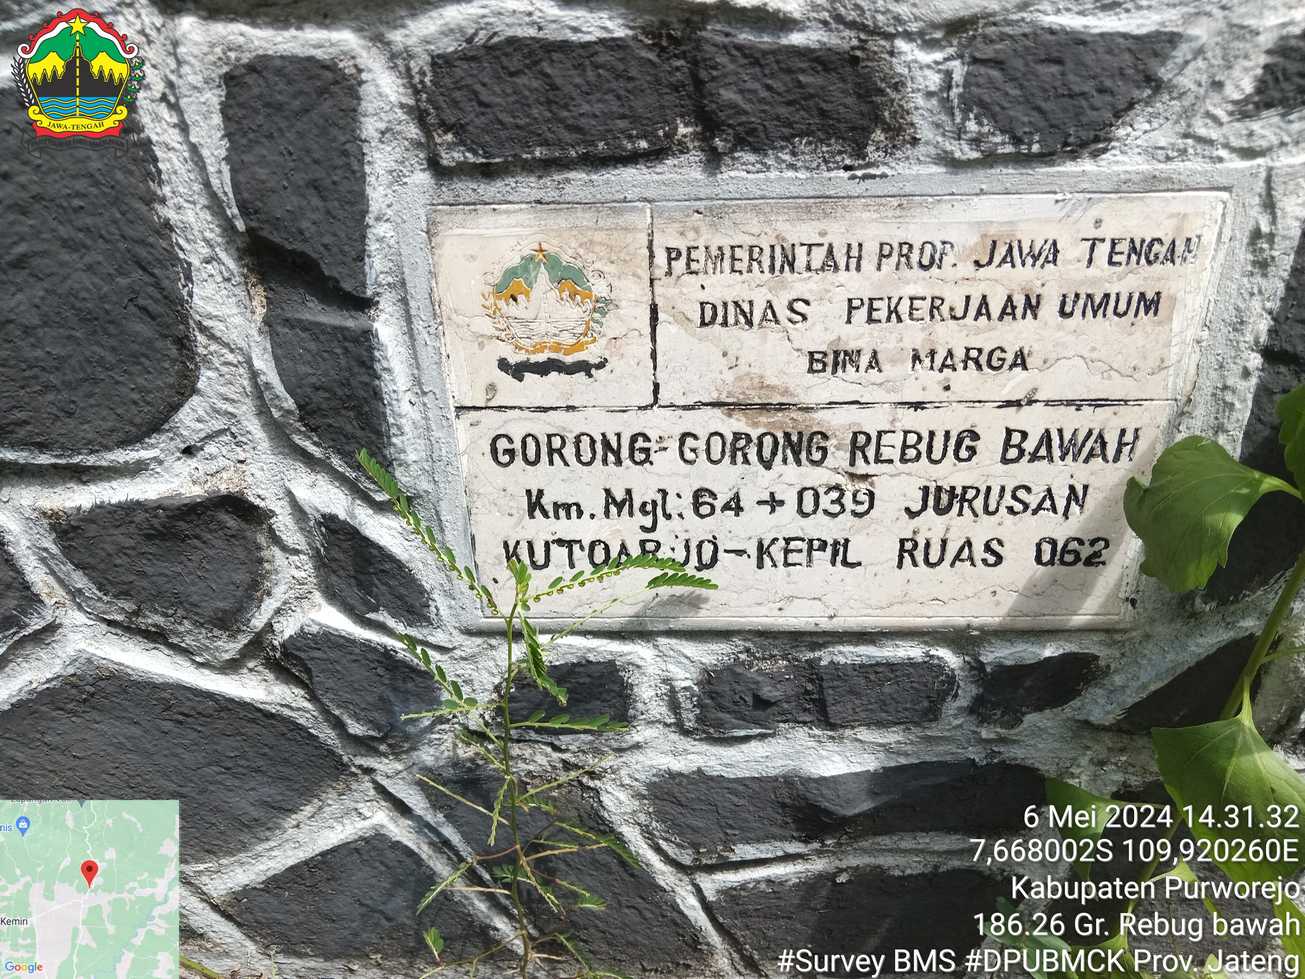 JAWA-TENGAH
PEMERINTAH PROP. JAWA TENGAH
DINAS PEKERJAAN UMUM
BINA MARGA
GORONG-GORONG REBUG BAWAH
Km.Mgl:64+039 JURUSAN
KUTOARJO-KEPIL RUAS 062
6 Mei 2024 14.31.32
7,668002S 109,920260E
Kabupaten Purworejo
186.26 Gr. Rebug bawah
#Survey BMS #DPUBMCK Prov. Jateng
Kemiri
Google